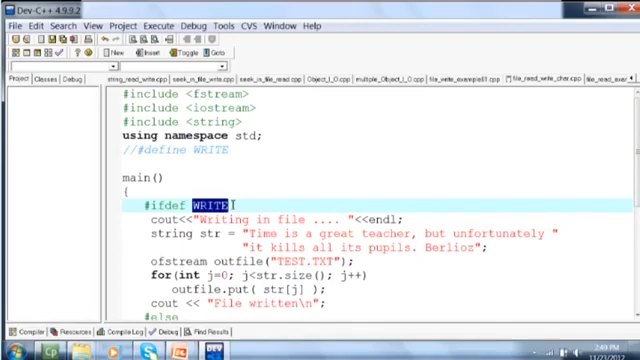 Dev-C++ 4.9.9.2
File Edit Search View Project Execute Debug Tools CVS Window Help
New Insert Toggle Goto
Project Classes Debug
string_read_write.cpp seek_in_file_write.cpp seek_in_file_read.cpp Object_I_O.cpp multiple_Object_I_O.cpp file_write_example01.cpp file_read_write_char.cpp
#include <fstream>
#include <iostream>
#include <string>
using namespace std;
//#define WRITE
main()
{
#ifdef WRITE
cout<<"Writing in file .... "<<endl;
string str = "Time is a great teacher, but unfortunately "
"it kills all its pupils. Berlioz";
ofstream outfile("TEST.TXT");
for(int j=0; j<str.size(); j++)
outfile.put( str[j] );
cout << "File written\n";
#else
Compiler Resources Compile Log Debug Find Results
Cp
DEV
2:49 PM
11/23/2012